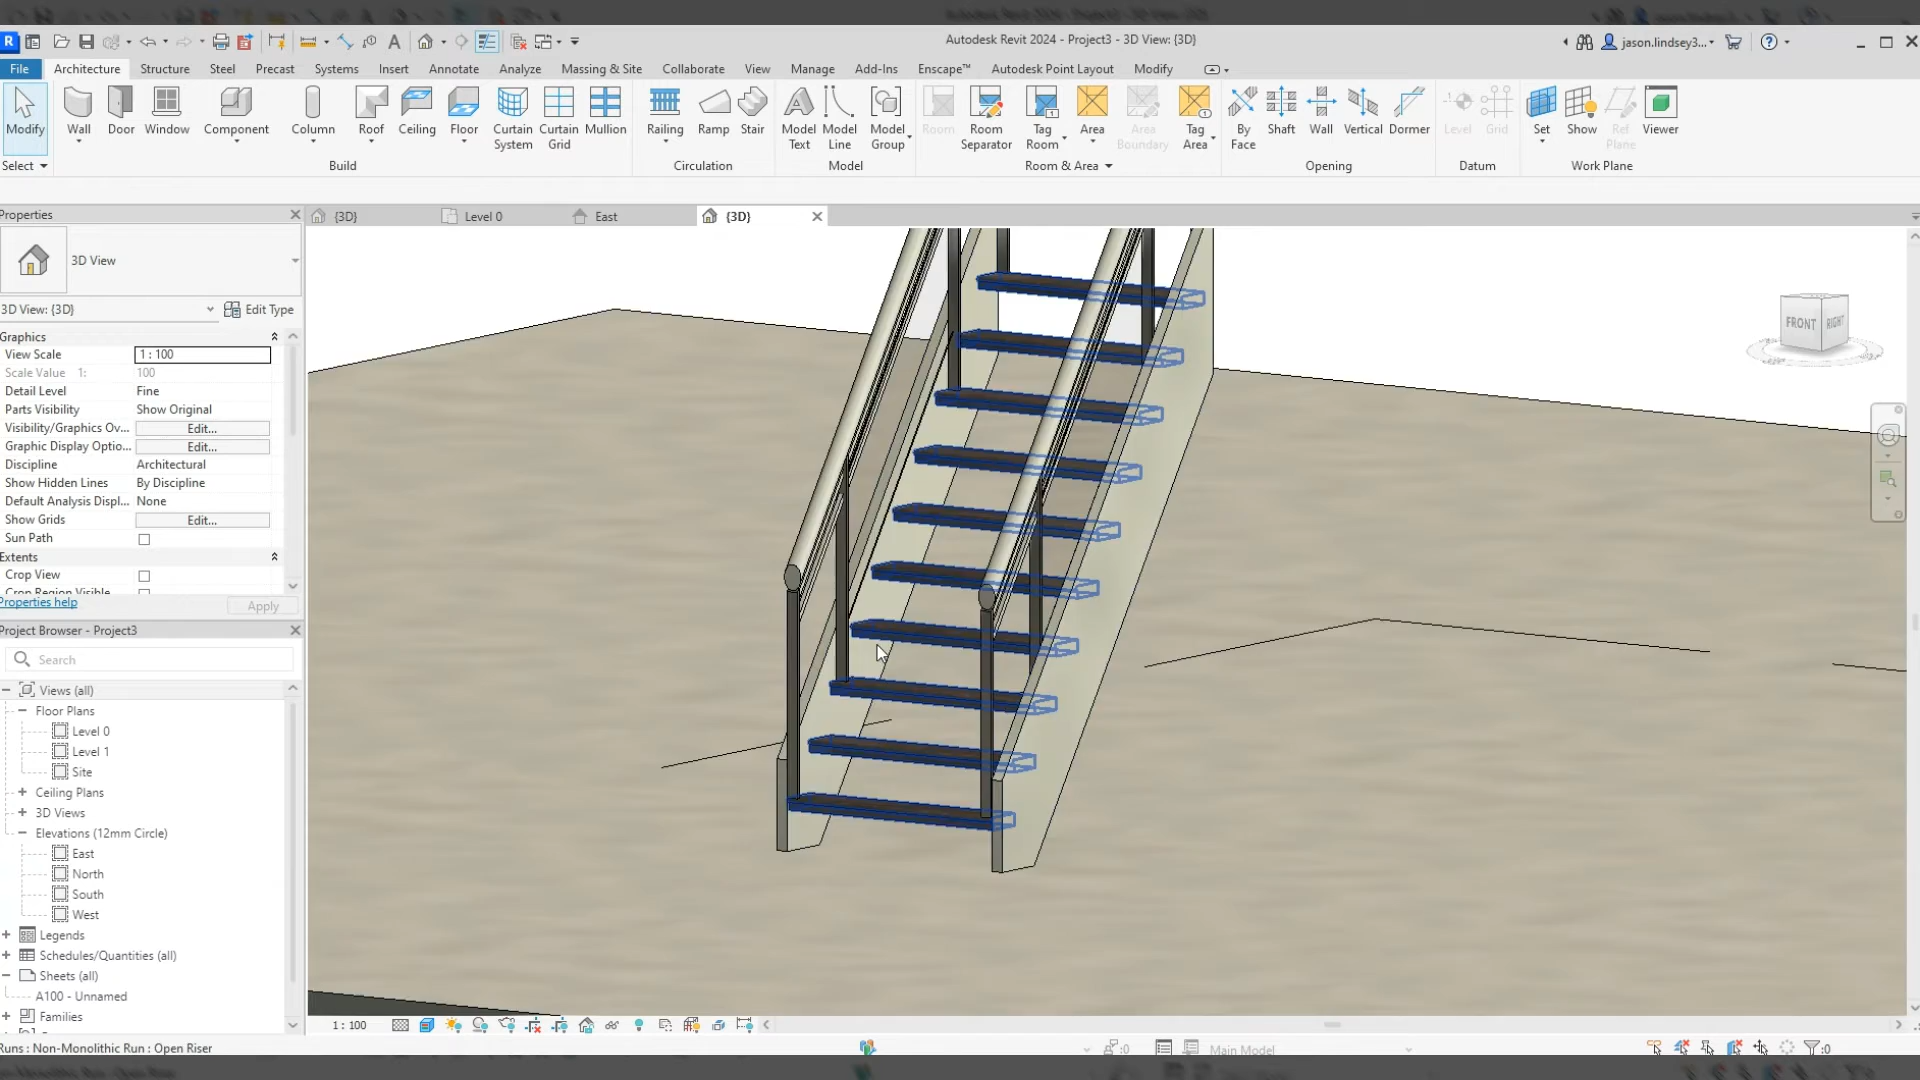 Autodesk Revit 2024 - Project3 - 3D View: {3D}
jason.lindsey3...
File Architecture Structure Steel Precast Systems Insert Annotate Analyze Massing & Site Collaborate View Manage Add-Ins Enscape™ Autodesk Point Layout Modify
Modify Wall Door Window Component Column Roof Ceiling Floor Curtain System Curtain Grid Mullion Railing Ramp Stair Model Text Model Line Model Group Room Room Separator Tag Room Area Area Boundary Tag Area By Face Shaft Wall Vertical Dormer Level Grid Set Show Ref Plane Viewer
Select Build Circulation Model Room & Area Opening Datum Work Plane
Properties
{3D} Level 0 East {3D}
3D View
3D View: {3D} Edit Type
Graphics
View Scale 1 : 100
Scale Value 1: 100
Detail Level Fine
Parts Visibility Show Original
Visibility/Graphics Ov... Edit...
Graphic Display Optio... Edit...
Discipline Architectural
Show Hidden Lines By Discipline
Default Analysis Displ... None
Show Grids Edit...
Sun Path
Extents
Crop View
Crop Region Visible
Properties help Apply
Project Browser - Project3
Search
Views (all)
Floor Plans
Level 0
Level 1
Site
Ceiling Plans
3D Views
Elevations (12mm Circle)
East
North
South
West
Legends
Schedules/Quantities (all)
Sheets (all)
A100 - Unnamed
Families
FRONT RIGHT
1 : 100
Runs : Non-Monolithic Run : Open Riser
:0 Main Model :0